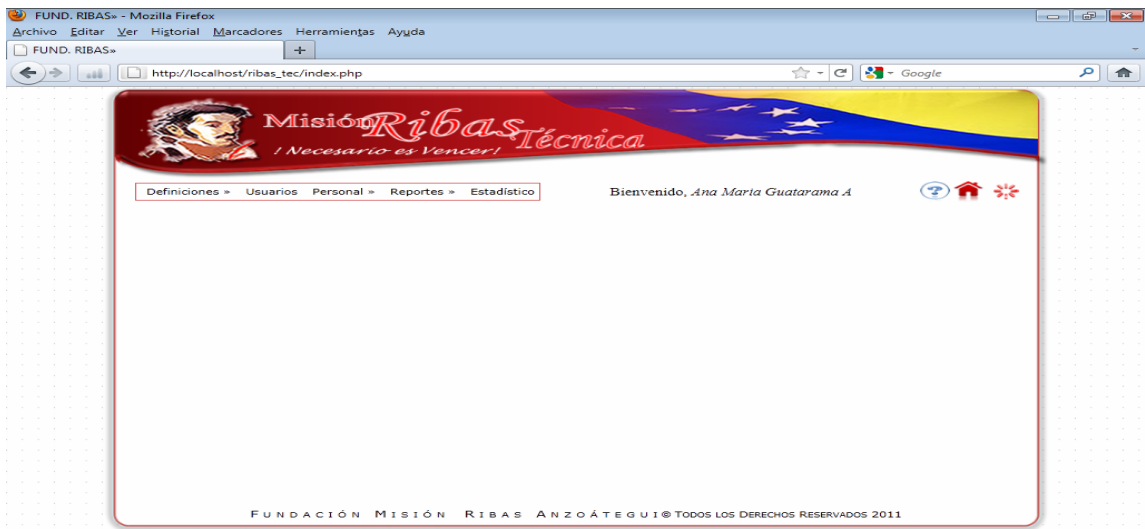 FUND. RIBAS» - Mozilla Firefox
Archivo Editar Ver Historial Marcadores Herramientas Ayuda
FUND. RIBAS»
http://localhost/ribas_tec/index.php
Google
Misión Ribas Técnica
! Necesario es Vencer!
Definiciones » Usuarios Personal » Reportes » Estadístico
Bienvenido, Ana Maria Guatarama A
FUNDACIÓN MISIÓN RIBAS ANZOÁTEGUI® TODOS LOS DERECHOS RESERVADOS 2011